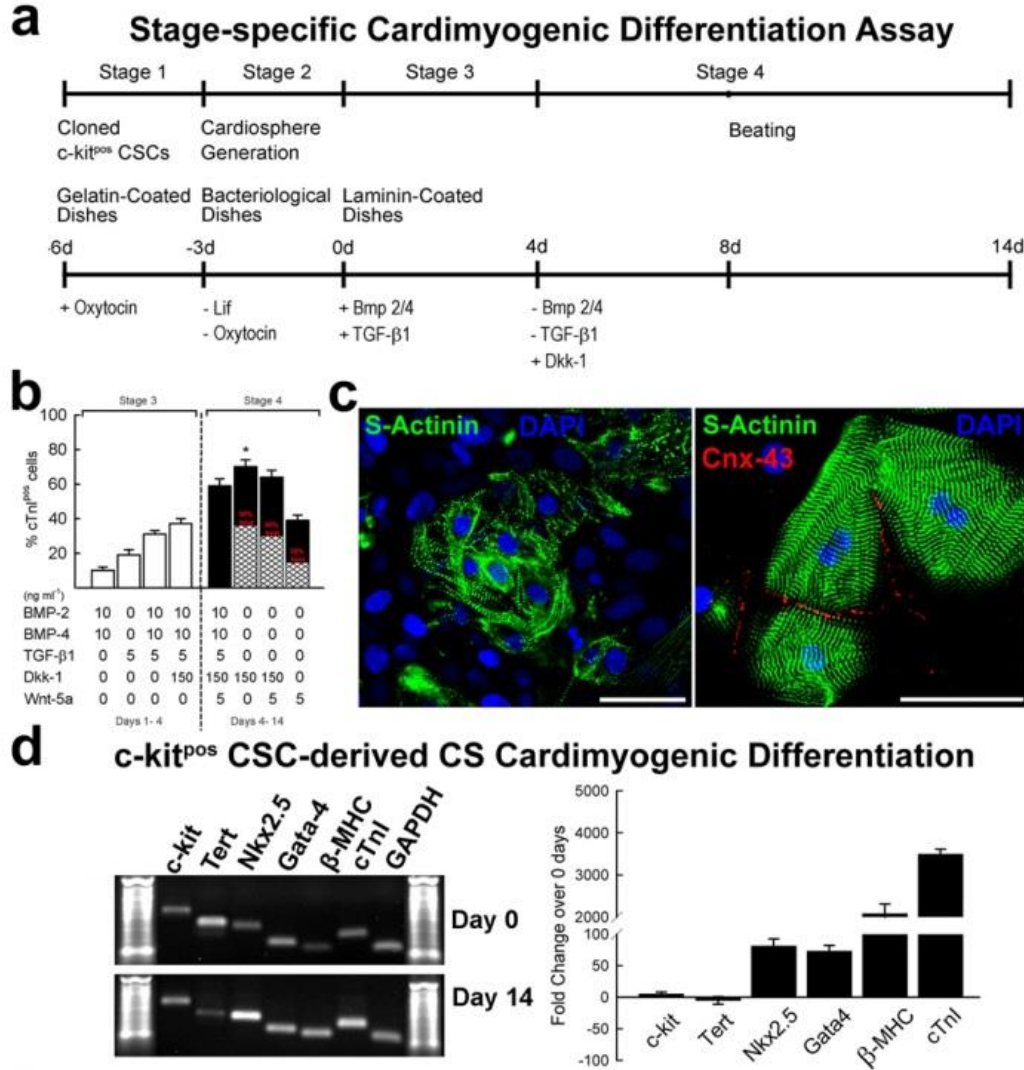 a
Stage-specific Cardimyogenic Differentiation Assay
Stage 1 Stage 2 Stage 3 Stage 4
Cloned
c-kitᵖᵒˢ CSCs
Cardiosphere
Generation
Beating
Gelatin-Coated
Dishes
Bacteriological
Dishes
Laminin-Coated
Dishes
-6d -3d 0d 4d 8d 14d
+ Oxytocin
- Lif
- Oxytocin
+ Bmp 2/4
+ TGF-β1
- Bmp 2/4
- TGF-β1
+ Dkk-1
b
Stage 3 Stage 4
% cTnIᵖᵒˢ cells
100
80
60
40
20
*
(ng ml⁻¹)
BMP-2 10 0 10 10 10 0 0 0
BMP-4 10 0 10 10 10 0 0 0
TGF-β1 0 5 5 5 5 0 0 0
Dkk-1 0 0 0 150 150 150 150 0
Wnt-5a 0 0 0 0 5 0 5 5
Days 1- 4 Days 4- 14
c
S-Actinin DAPI
S-Actinin DAPI
Cnx-43
d
c-kitᵖᵒˢ CSC-derived CS Cardimyogenic Differentiation
c-kit Tert Nkx2.5 Gata-4 β-MHC cTnI GAPDH
Day 0
Day 14
Fold Change over 0 days
5000
4000
3000
2000
100
50
0
-50
-100
c-kit Tert Nkx2.5 Gata4 β-MHC cTnI